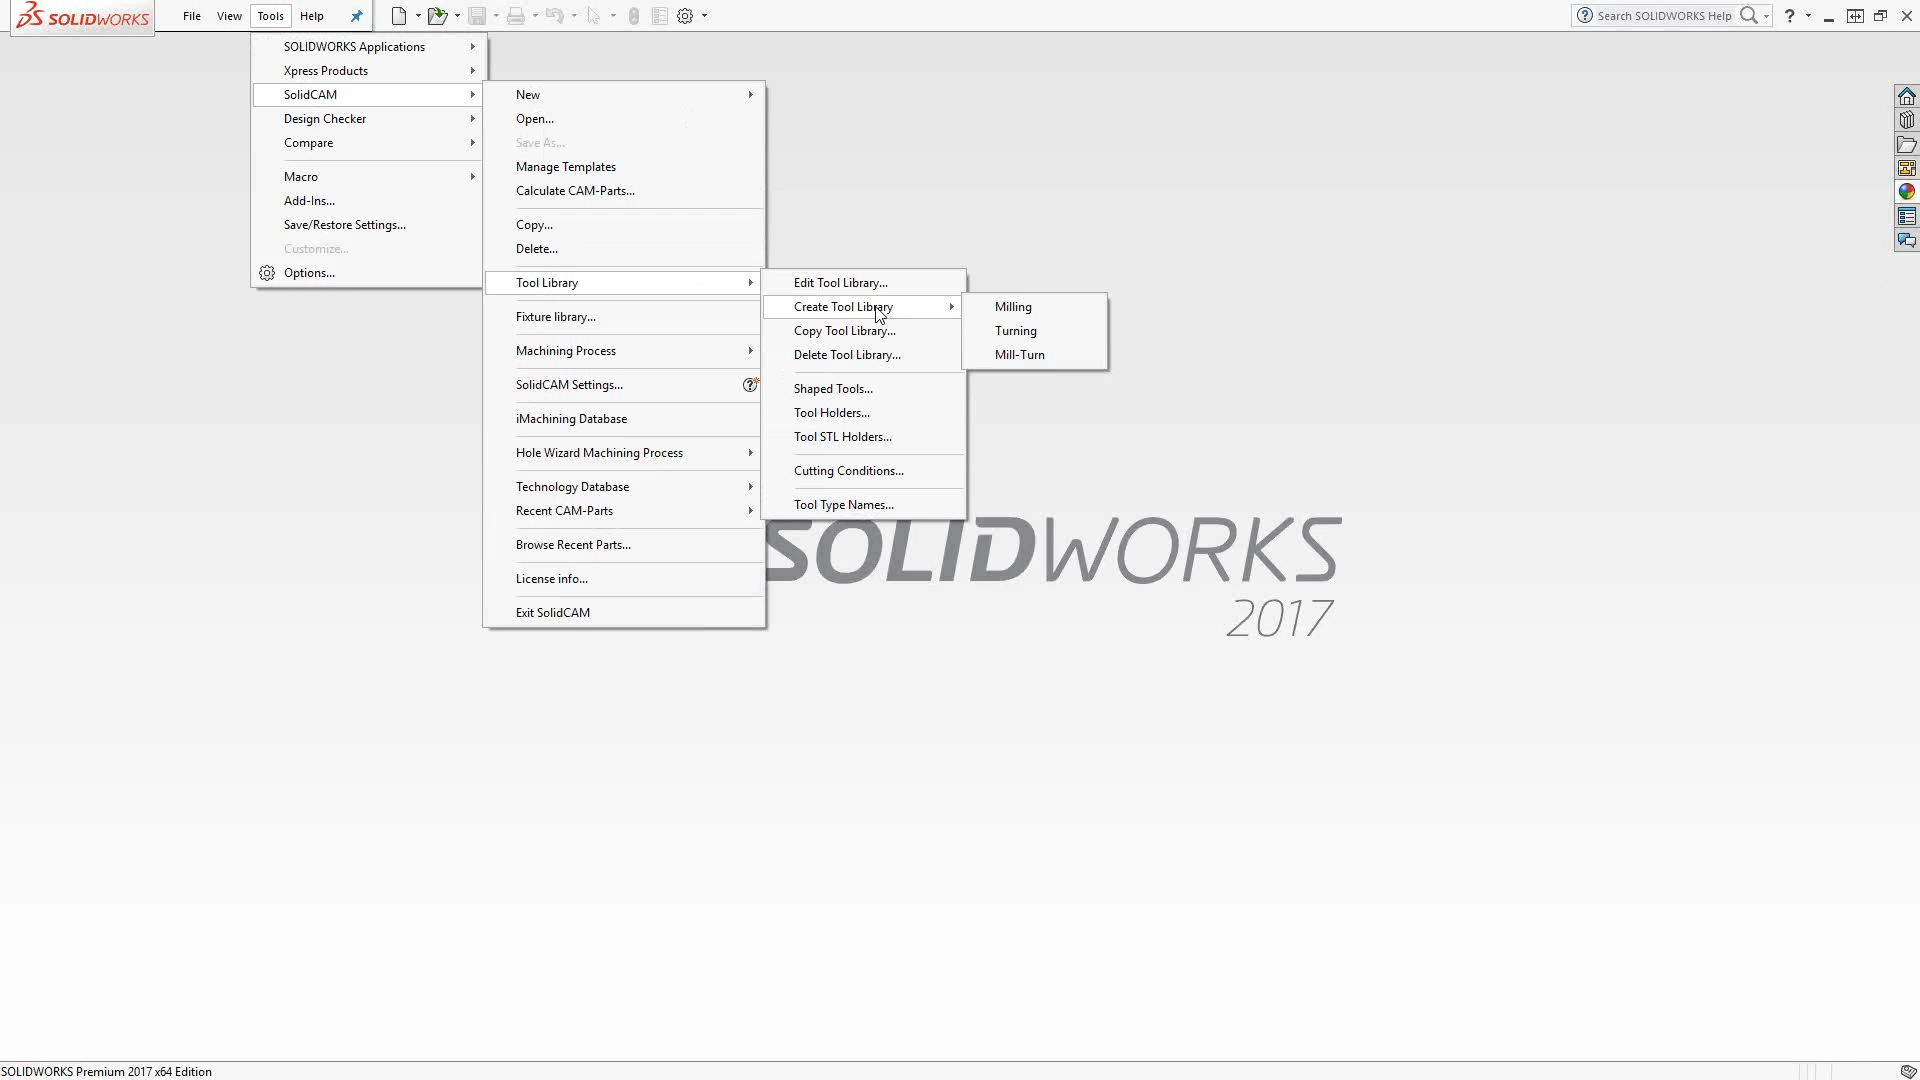 SOLIDWORKS
File View Tools Help
Search SOLIDWORKS Help
SOLIDWORKS Applications
Xpress Products
SolidCAM
Design Checker
Compare
Macro
Add-Ins...
Save/Restore Settings...
Customize...
Options...
New
Open...
Save As...
Manage Templates
Calculate CAM-Parts...
Copy...
Delete...
Tool Library
Fixture library...
Machining Process
SolidCAM Settings...
iMachining Database
Hole Wizard Machining Process
Technology Database
Recent CAM-Parts
Browse Recent Parts...
License info...
Exit SolidCAM
Edit Tool Library...
Create Tool Library
Copy Tool Library...
Delete Tool Library...
Shaped Tools...
Tool Holders...
Tool STL Holders...
Cutting Conditions...
Tool Type Names...
Milling
Turning
Mill-Turn
SOLIDWORKS
2017
SOLIDWORKS Premium 2017 x64 Edition